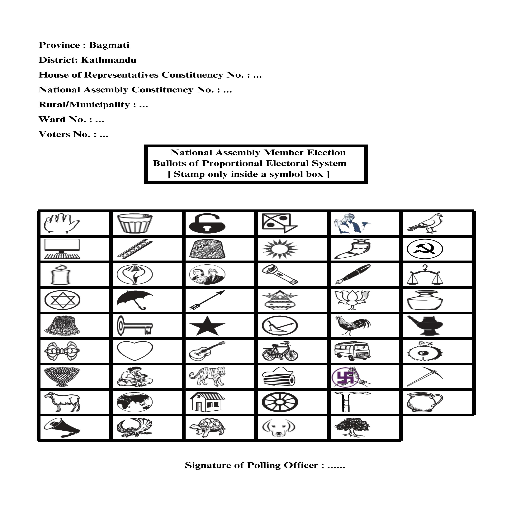 Province : Bagmati
District: Kathmandu
House of Representatives Constituency No. : ...
National Assembly Constituency No. : ...
Rural/Municipality : ...
Ward No. : ...
Voters No. : ...
National Assembly Member Election
Ballots of Proportional Electoral System
[ Stamp only inside a symbol box ]
Signature of Polling Officer : ......